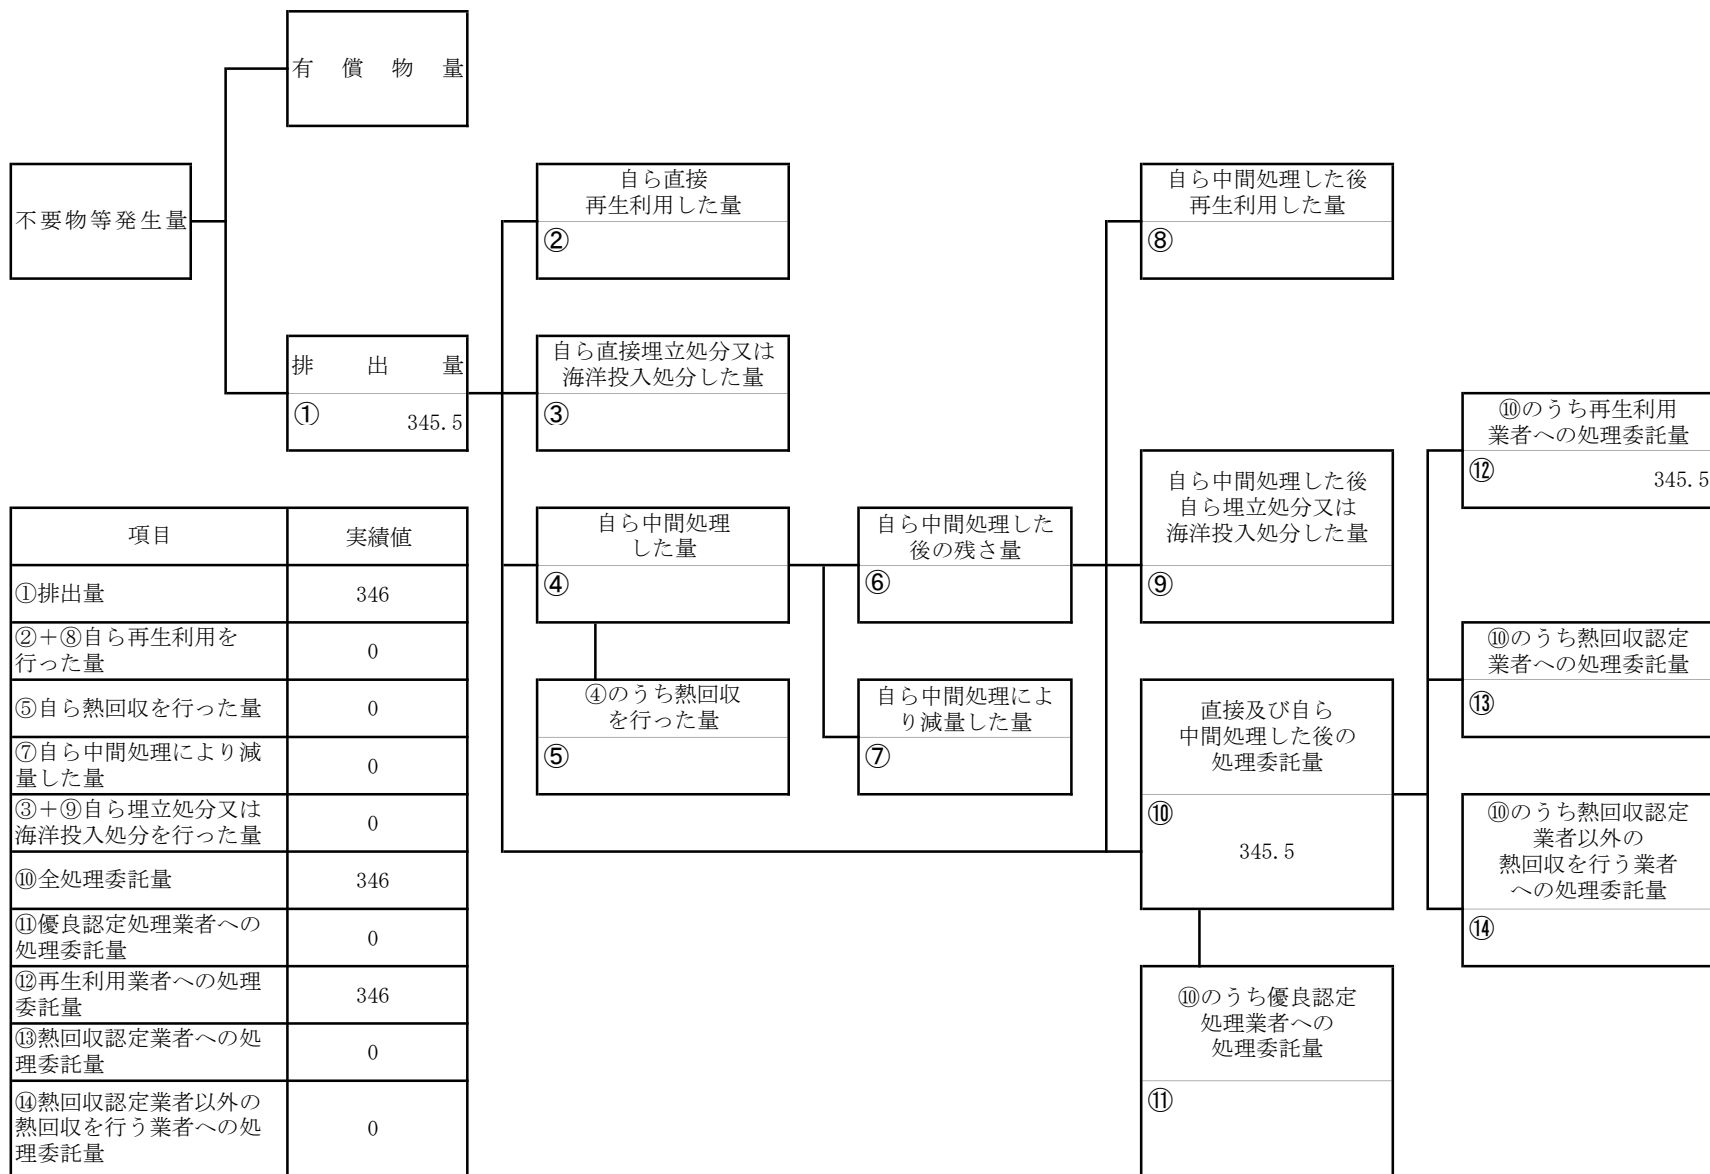 有償物量
不要物等発生量
排出量
①
345.5
自ら直接
再生利用した量
②
自ら直接埋立処分又は
海洋投入処分した量
③
自ら中間処理
した量
④
④のうち熱回収
を行った量
⑤
自ら中間処理した
後の残さ量
⑥
自ら中間処理によ
り減量した量
⑦
自ら中間処理した後
再生利用した量
⑧
自ら中間処理した後
自ら埋立処分又は
海洋投入処分した量
⑨
直接及び自ら
中間処理した後の
処理委託量
⑩
345.5
⑩のうち優良認定
処理業者への
処理委託量
⑪
⑩のうち再生利用
業者への処理委託量
⑫
345.5
⑩のうち熱回収認定
業者への処理委託量
⑬
⑩のうち熱回収認定
業者以外の
熱回収を行う業者
への処理委託量
⑭
項目 実績値
①排出量 346
②＋⑧自ら再生利用を
行った量 0
⑤自ら熱回収を行った量 0
⑦自ら中間処理により減
量した量 0
③＋⑨自ら埋立処分又は
海洋投入処分を行った量 0
⑩全処理委託量 346
⑪優良認定処理業者への
処理委託量 0
⑫再生利用業者への処理
委託量 346
⑬熱回収認定業者への処
理委託量 0
⑭熱回収認定業者以外の
熱回収を行う業者への処
理委託量 0